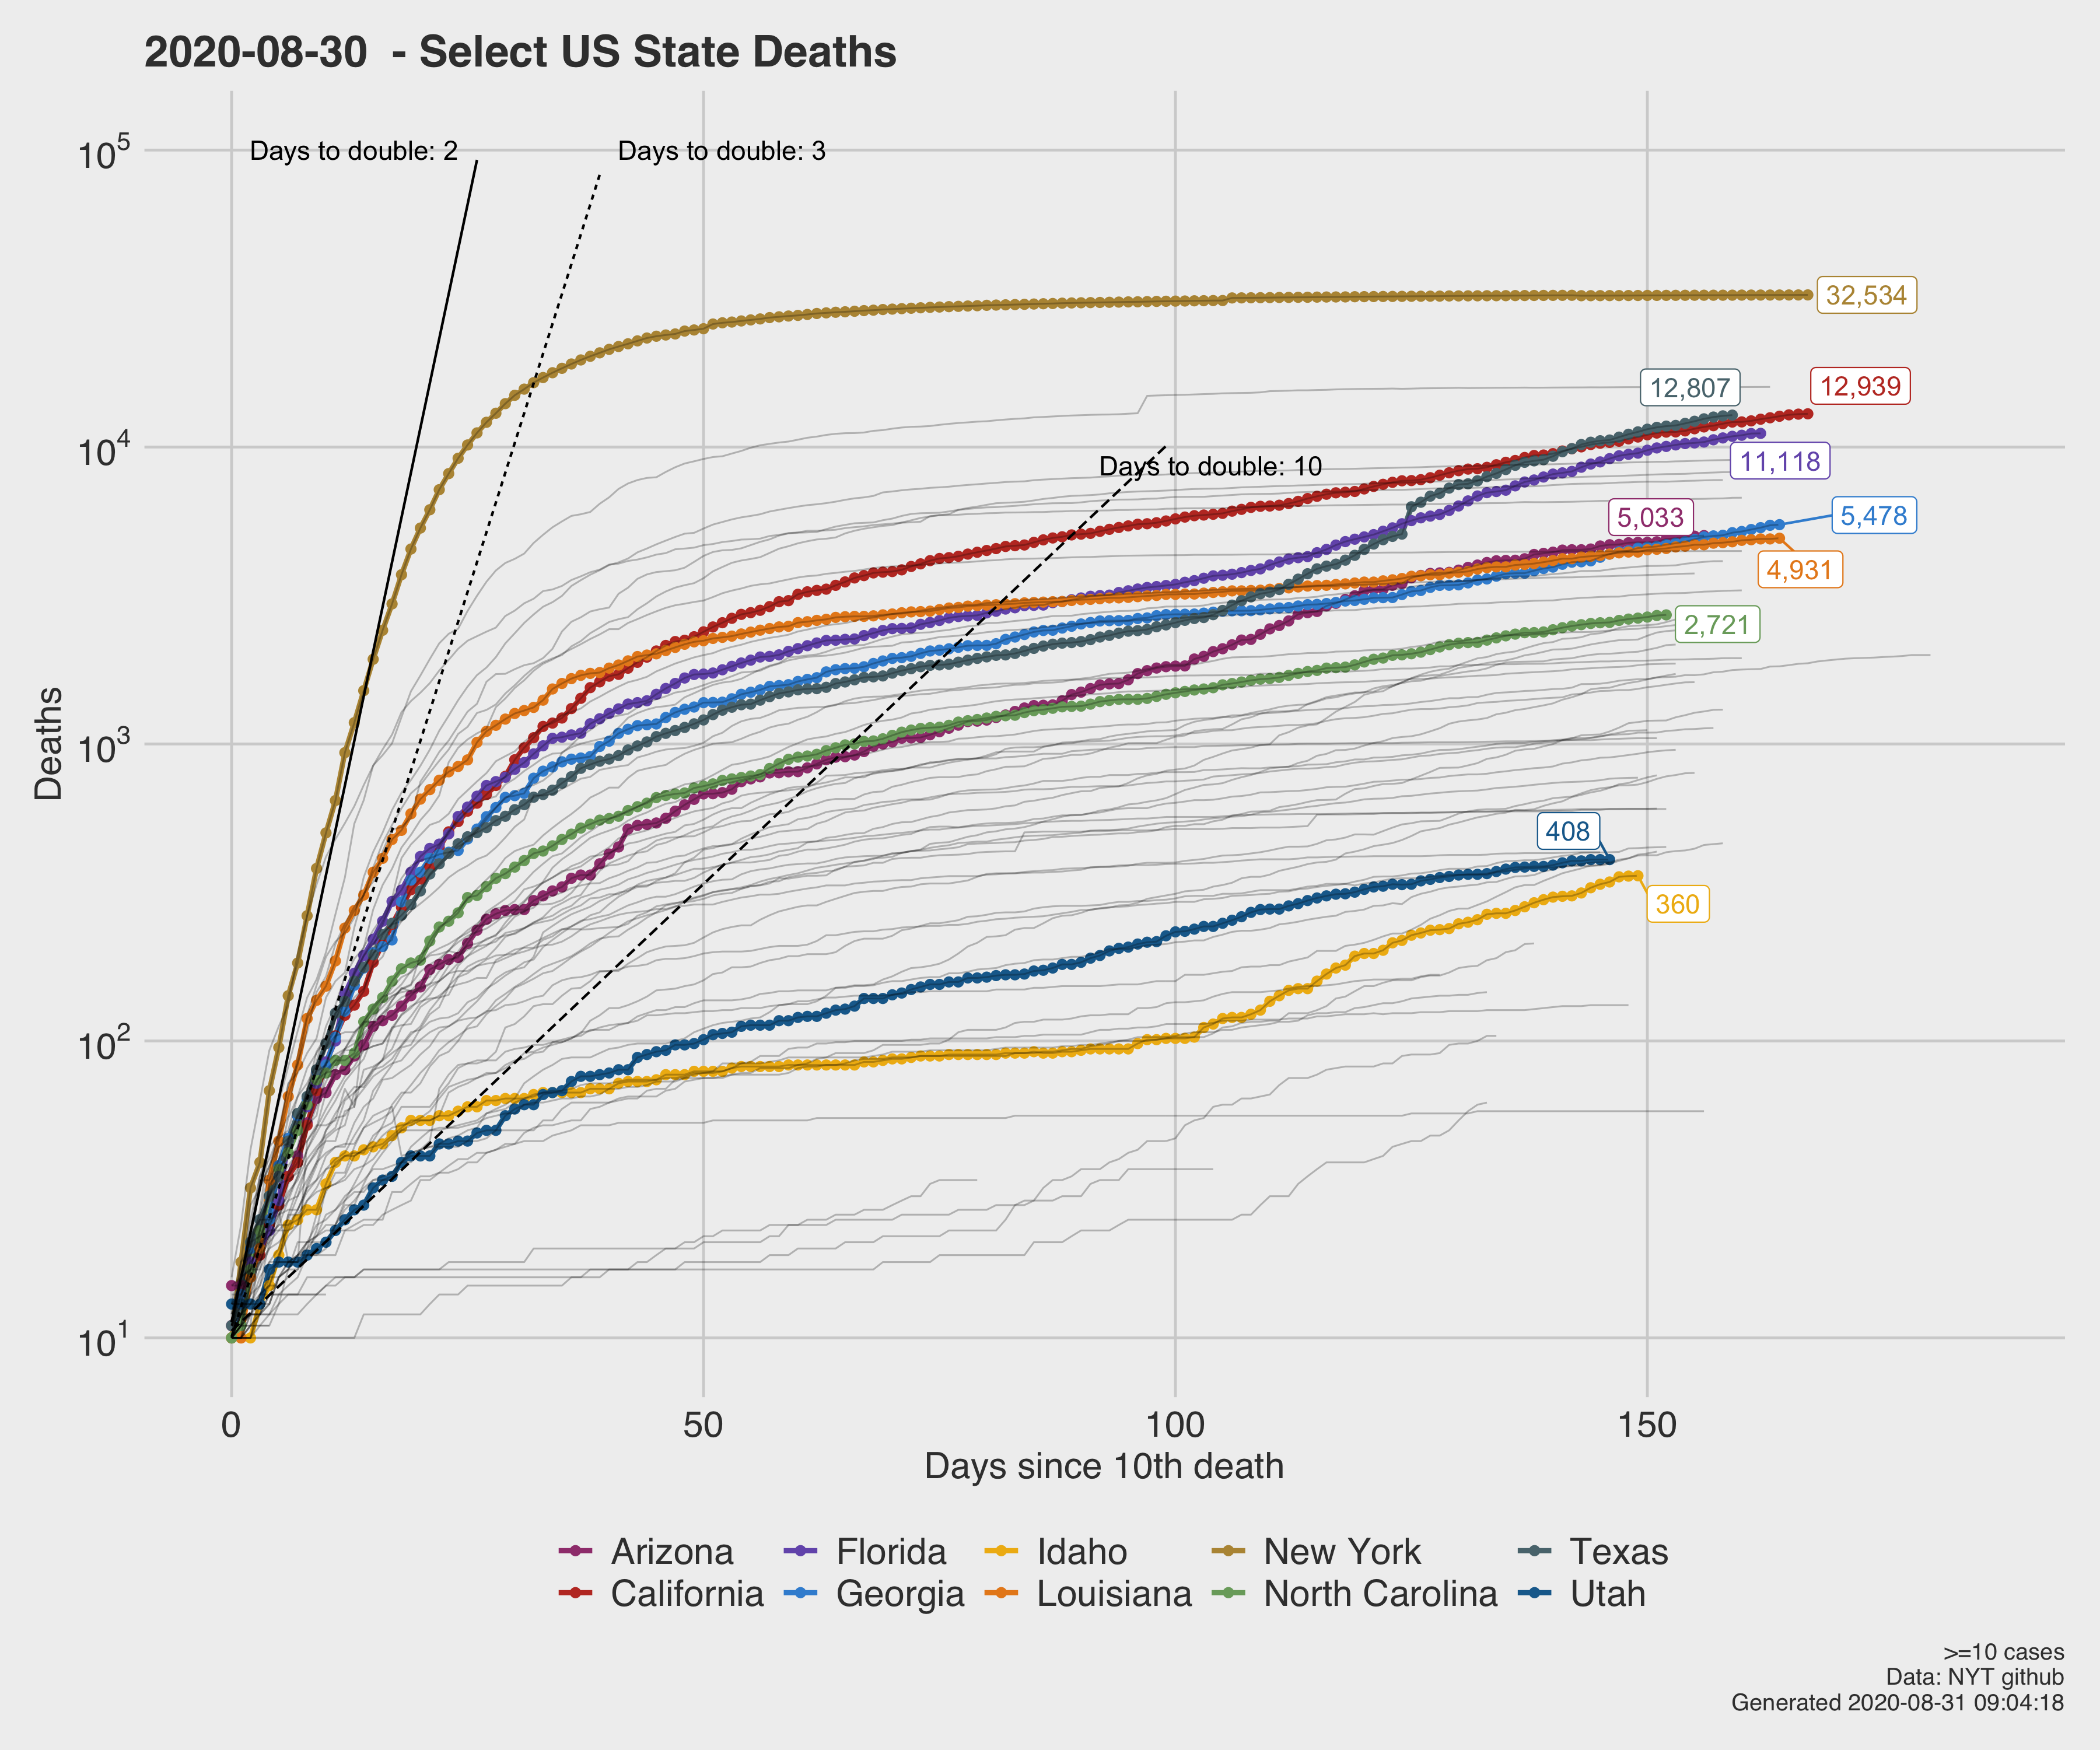 2020-08-30 - Select US State Deaths
10^5
Days to double: 2
Days to double: 3
32,534
12,807
12,939
10^4
Days to double: 10
11,118
5,033
5,478
4,931
2,721
10^3
Deaths
408
360
10^2
10^1
0
50
100
150
Days since 10th death
Arizona
Florida
Idaho
New York
Texas
California
Georgia
Louisiana
North Carolina
Utah
>=10 cases
Data: NYT github
Generated 2020-08-31 09:04:18